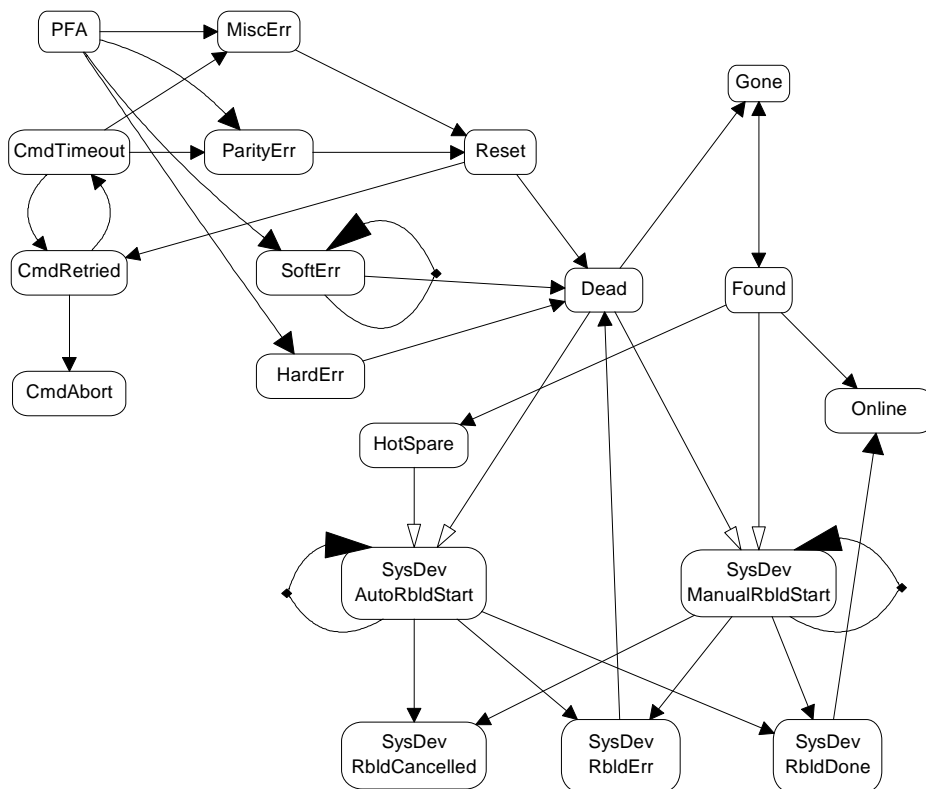 PFA
MiscErr
Gone
CmdTimeout
ParityErr
Reset
CmdRetried
SoftErr
Dead
Found
HardErr
CmdAbort
Online
HotSpare
SysDev
AutoRbldStart
SysDev
ManualRbldStart
SysDev
RbldCancelled
SysDev
RbldErr
SysDev
RbldDone